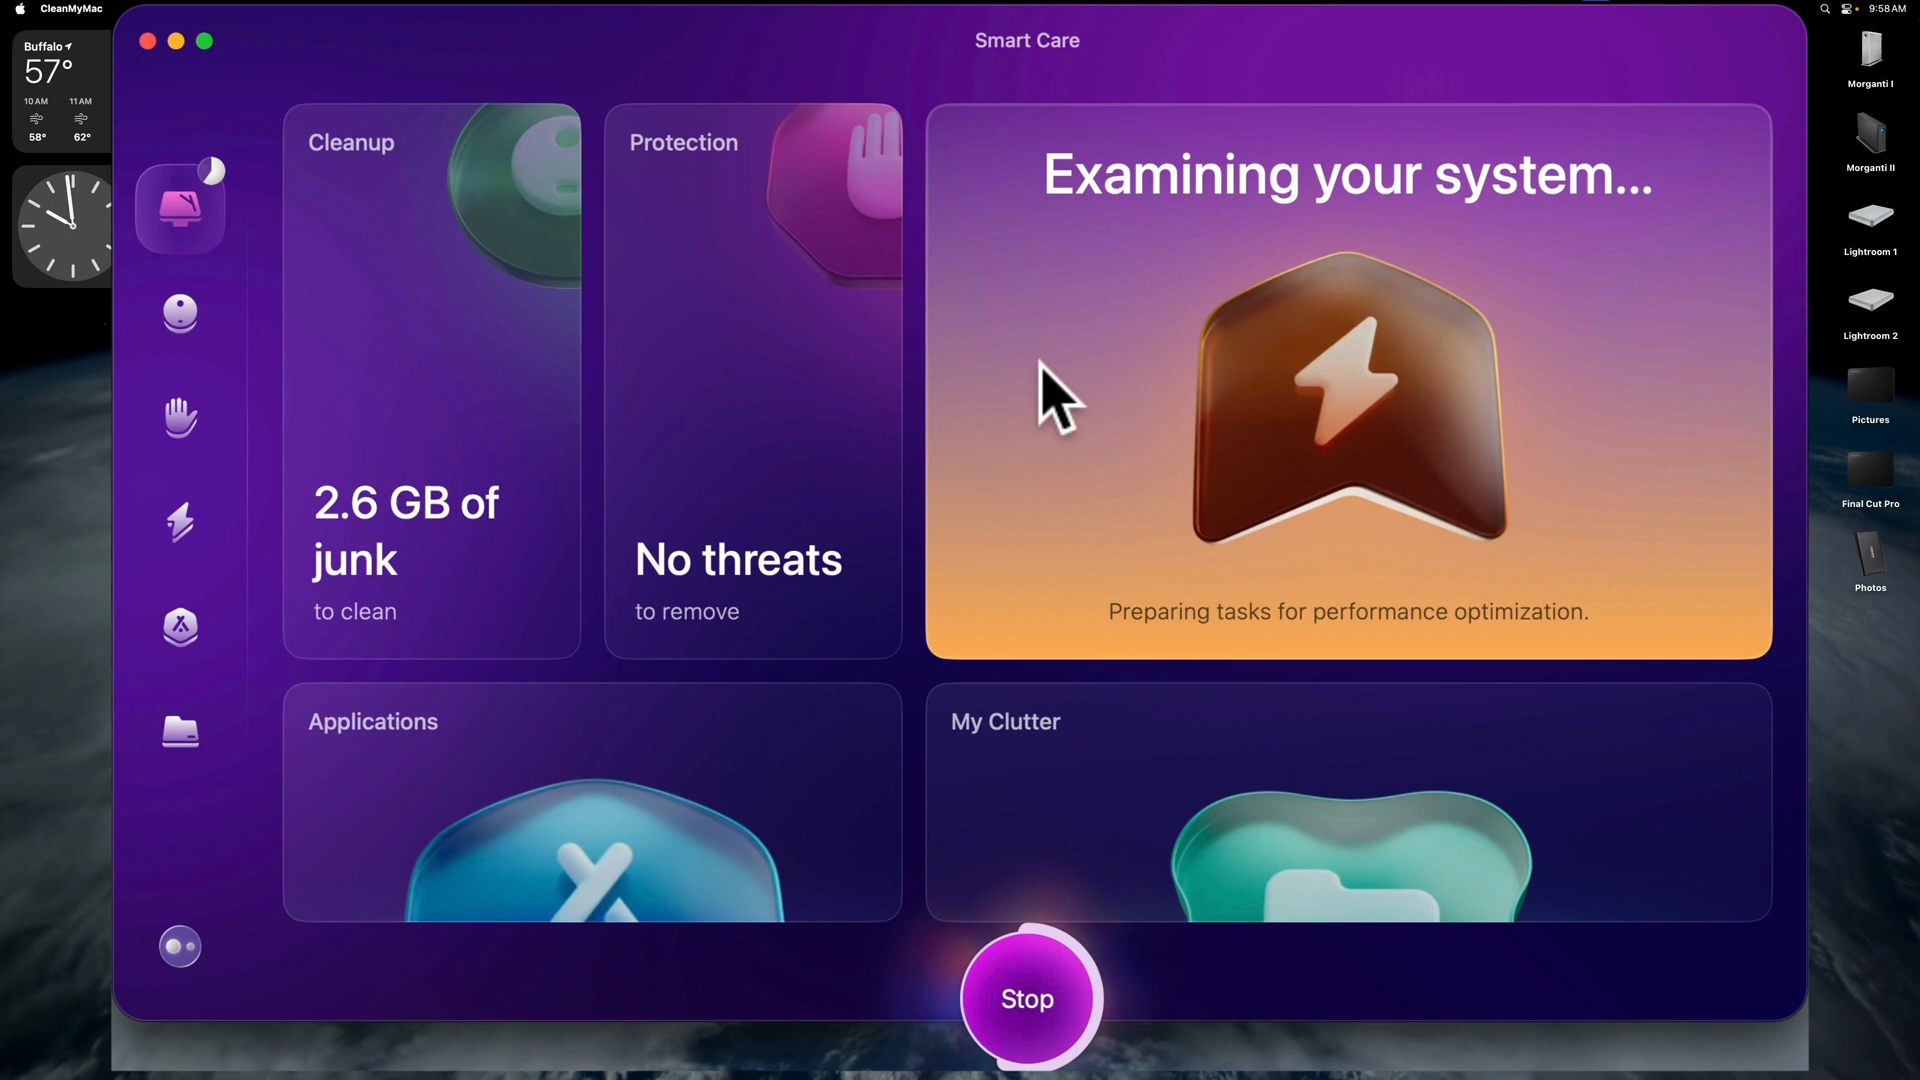 CleanMyMac
9:58 AM
Smart Care
Buffalo
57°
10 AM 11 AM
58° 62°
Cleanup
2.6 GB of
junk
to clean
Protection
No threats
to remove
Examining your system...
Preparing tasks for performance optimization.
Applications
My Clutter
Stop
Morganti I
Morganti II
Lightroom 1
Lightroom 2
Pictures
Final Cut Pro
Photos